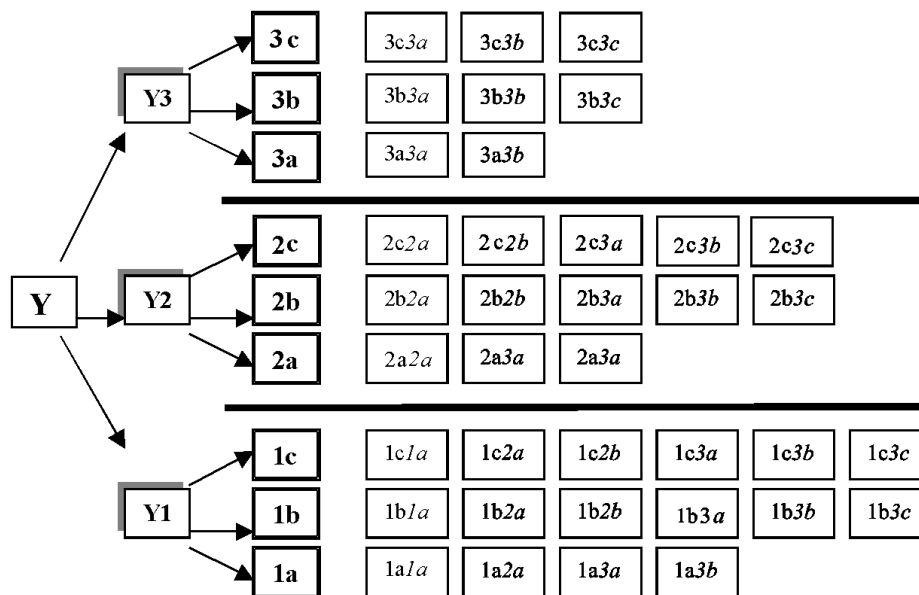 3c 3c3a 3c3b 3c3c
Y3 3b 3b3a 3b3b 3b3c
3a 3a3a 3a3b
2c 2c2a 2c2b 2c3a 2c3b 2c3c
Y Y2 2b 2b2a 2b2b 2b3a 2b3b 2b3c
2a 2a2a 2a3a 2a3a
1c 1c1a 1c2a 1c2b 1c3a 1c3b 1c3c
Y1 1b 1b1a 1b2a 1b2b 1b3a 1b3b 1b3c
1a 1a1a 1a2a 1a3a 1a3b